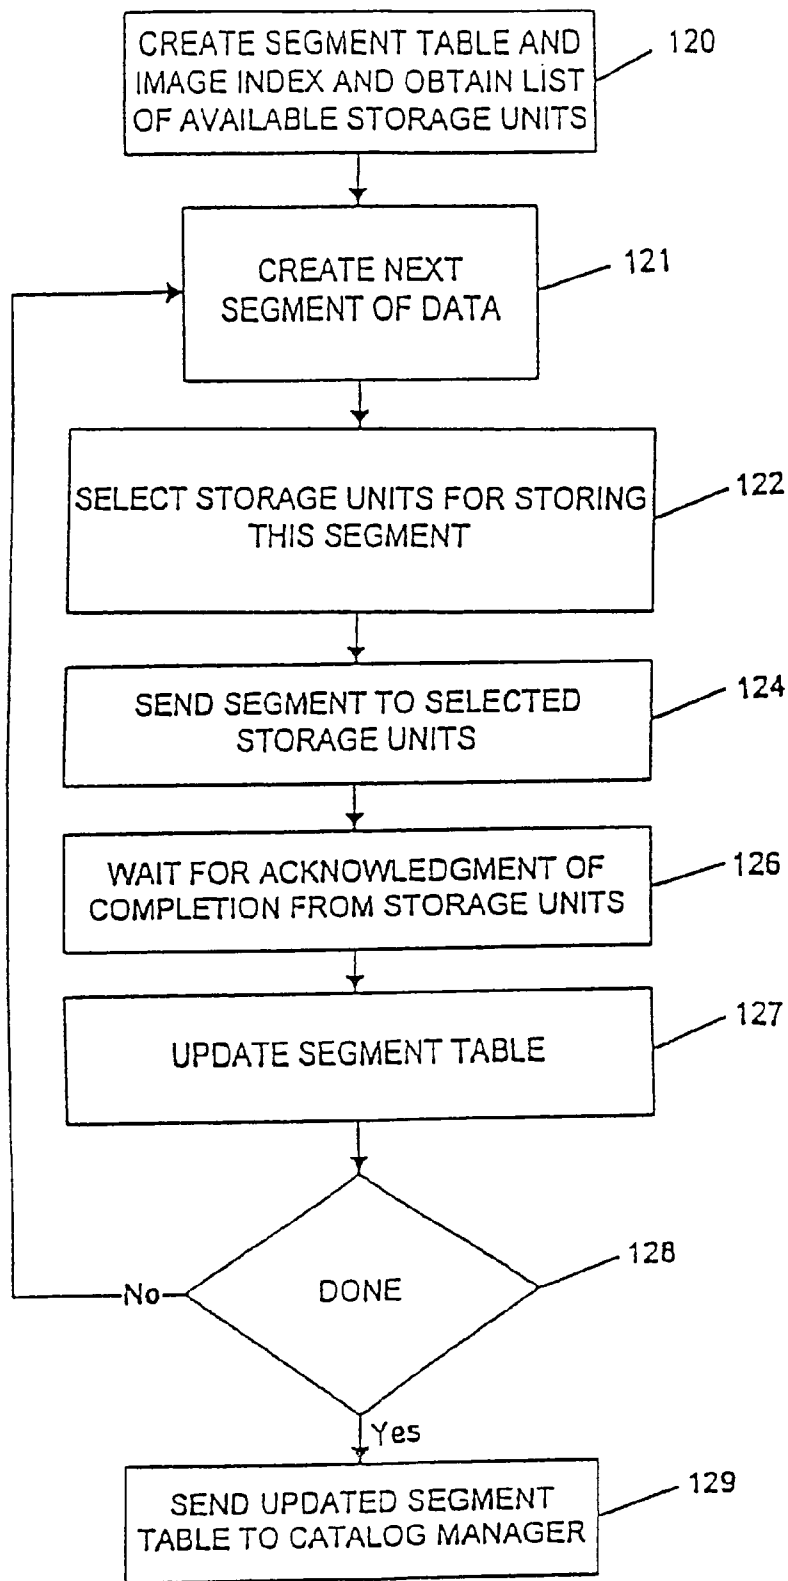 CREATE SEGMENT TABLE AND
IMAGE INDEX AND OBTAIN LIST
OF AVAILABLE STORAGE UNITS
120
CREATE NEXT
SEGMENT OF DATA
121
SELECT STORAGE UNITS FOR STORING
THIS SEGMENT
122
SEND SEGMENT TO SELECTED
STORAGE UNITS
124
WAIT FOR ACKNOWLEDGMENT OF
COMPLETION FROM STORAGE UNITS
126
UPDATE SEGMENT TABLE
127
DONE
128
No
Yes
SEND UPDATED SEGMENT
TABLE TO CATALOG MANAGER
129